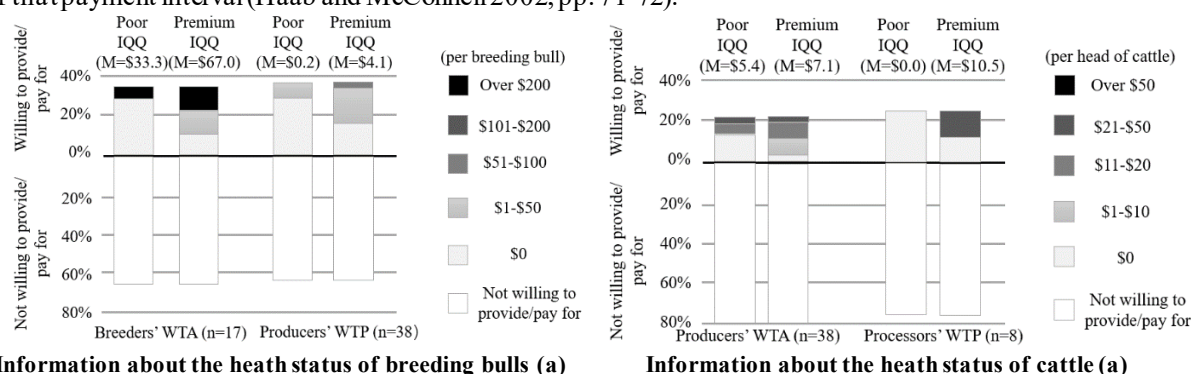 that payment interval (Haab and McConnell 2002, pp. 71-72).
Poor Premium Poor Premium
IQQ IQQ IQQ IQQ
(M=$33.3)(M=$67.0) (M=$0.2) (M=$4.1)
Willing to provide/
pay for
40%
20%
0%
Not willing to provide/
pay for
20%
40%
60%
80%
Breeders' WTA (n=17) Producers' WTP (n=38)
(per breeding bull)
Over $200
$101-$200
$51-$100
$1-$50
$0
Not willing to
provide/pay for
Information about the heath status of breeding bulls (a)
Poor Premium Poor Premium
IQQ IQQ IQQ IQQ
(M=$5.4) (M=$7.1) (M=$0.0) (M=$10.5)
Willing to provide/
pay for
40%
20%
0%
Not willing to provide/
pay for
20%
40%
60%
80%
Producers' WTA (n=38) Processors' WTP (n=8)
(per head of cattle)
Over $50
$21-$50
$11-$20
$1-$10
$0
Not willing to
provide/pay for
Information about the heath status of cattle (a)